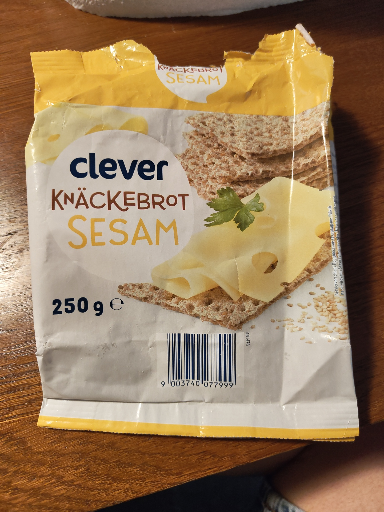 KNÄCKEBROT
SESAM
clever
KNÄCKEBROT
SESAM
250 g ℮
9 003740 077999